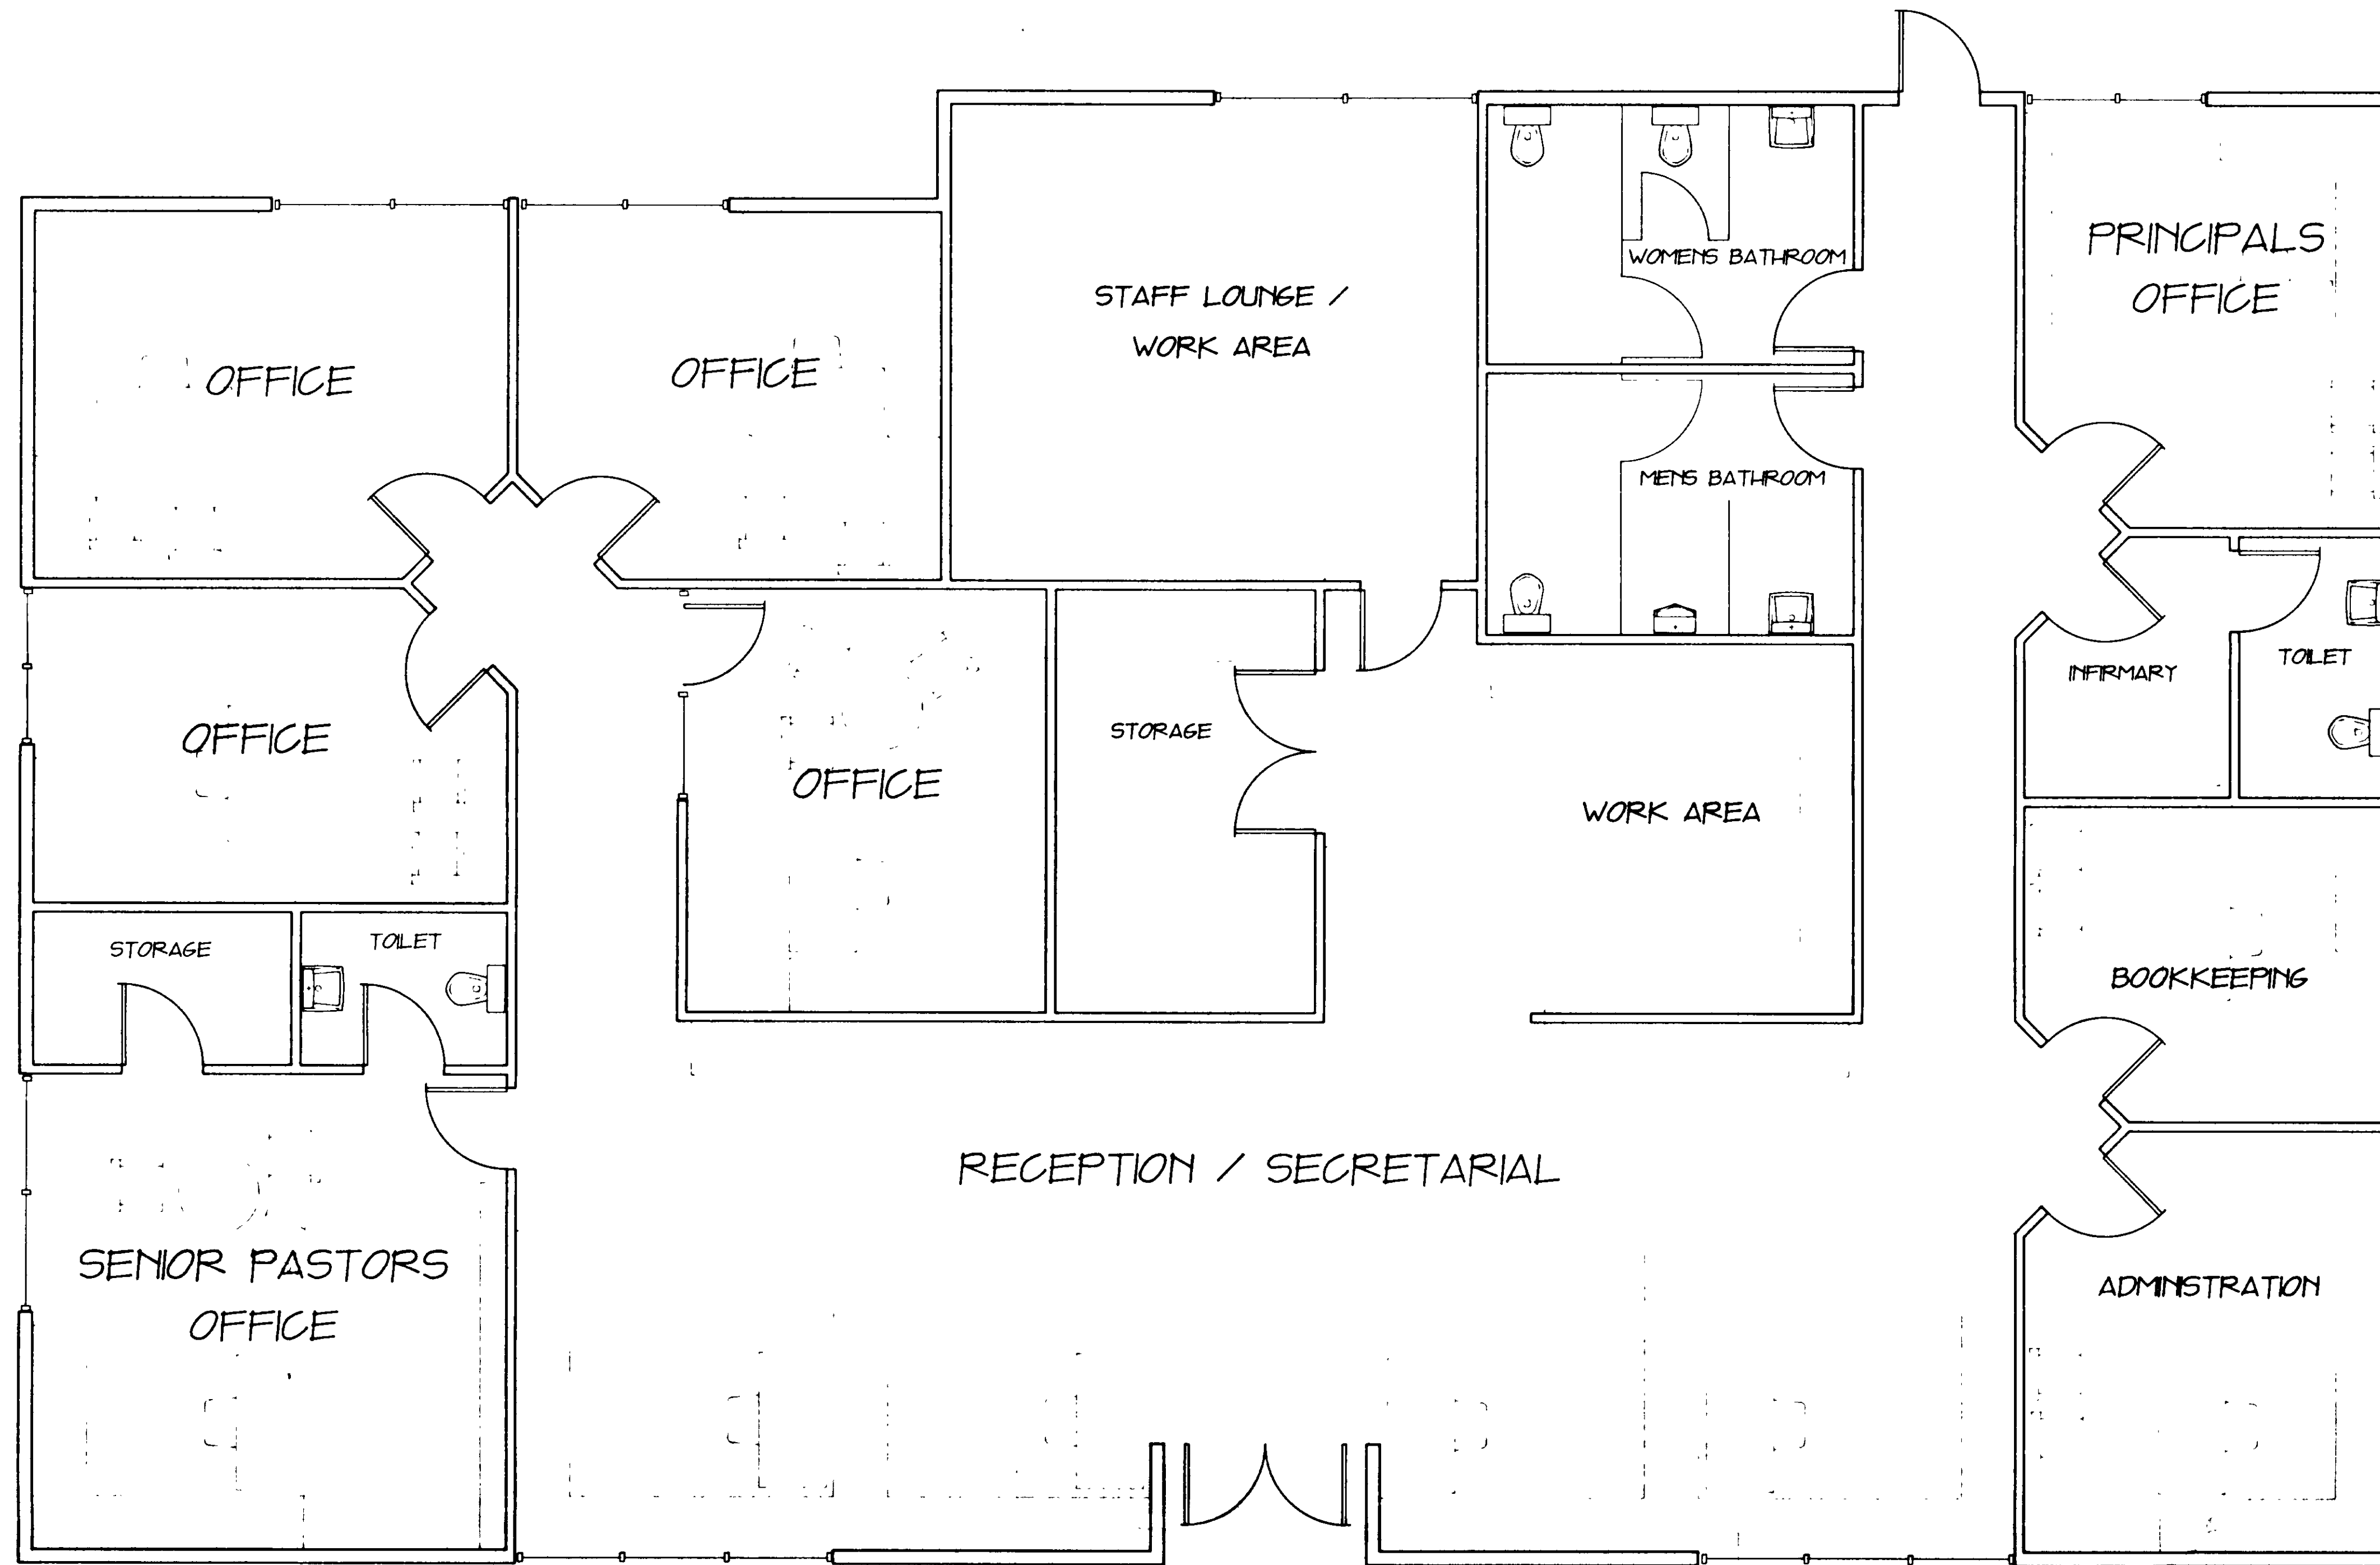 WOMENS BATHROOM
PRINCIPALS
OFFICE
STAFF LOUNGE /
WORK AREA
OFFICE
OFFICE
MENS BATHROOM
INFIRMARY
TOILET
OFFICE
OFFICE
STORAGE
WORK AREA
STORAGE
TOILET
BOOKKEEPING
RECEPTION / SECRETARIAL
SENIOR PASTORS
OFFICE
ADMINISTRATION